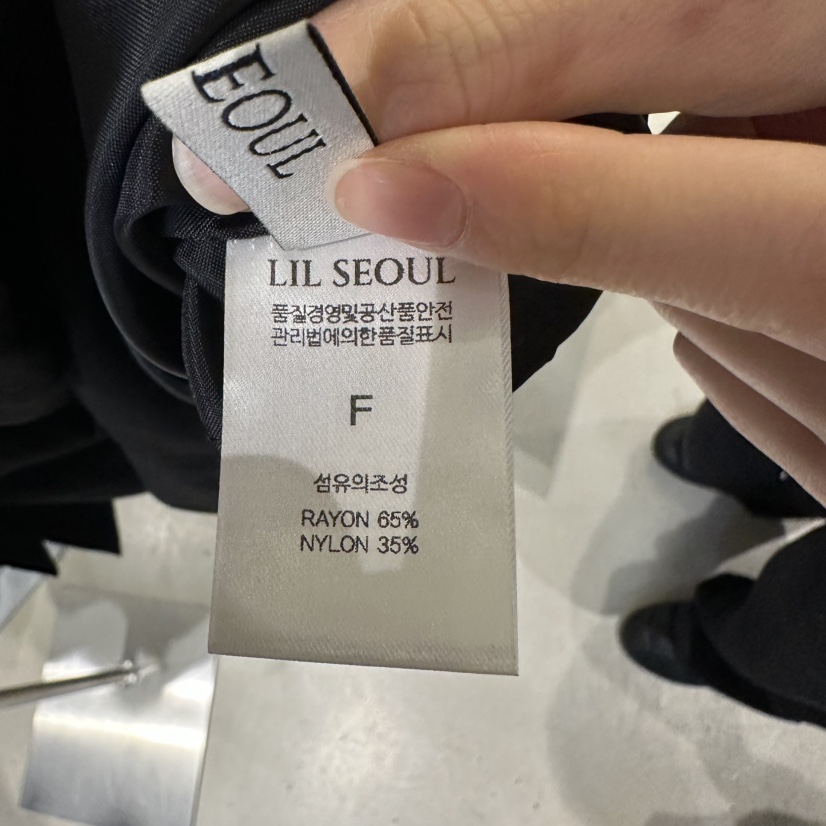 EOUL
LIL SEOUL
품질경영및공산품안전
관리법에의한품질표시
F
섬유의조성
RAYON 65%
NYLON 35%